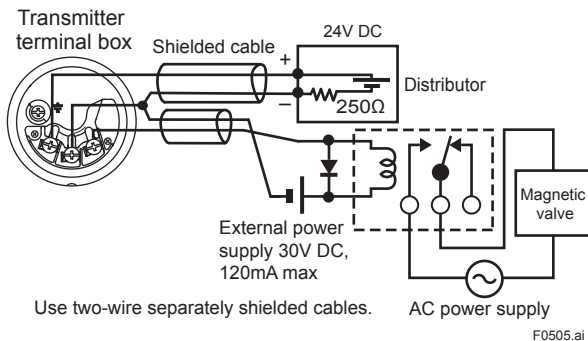 Transmitter
terminal box
Shielded cable
24V DC
+
−
250Ω
Distributor
External power
supply 30V DC,
120mA max
Magnetic
valve
Use two-wire separately shielded cables.
AC power supply
F0505.ai